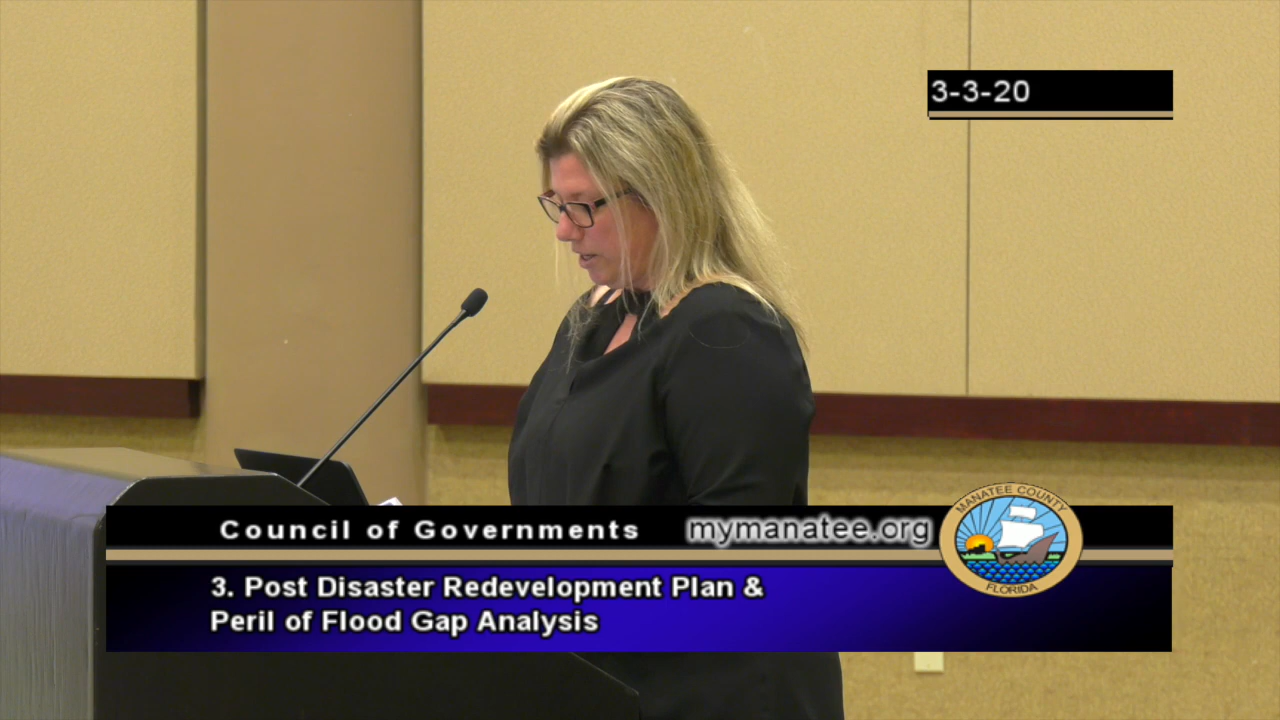 3-3-20
Council of Governments
mymanatee.org
MANATEE COUNTY
FLORIDA
3. Post Disaster Redevelopment Plan &
Peril of Flood Gap Analysis